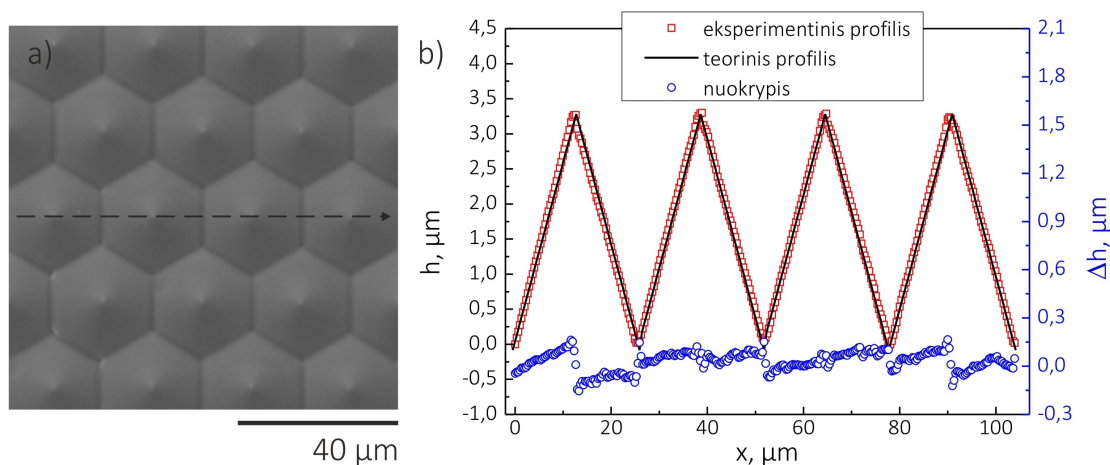 a)
40 µm
b)
eksperimentinis profilis
teorinis profilis
nuokrypis
h, µm
4,5
4,0
3,5
3,0
2,5
2,0
1,5
1,0
0,5
0,0
-0,5
-1,0
0 20 40 60 80 100
x, µm
2,1
1,8
1,5
1,2
0,9
0,6
0,3
0,0
-0,3
Δh, µm